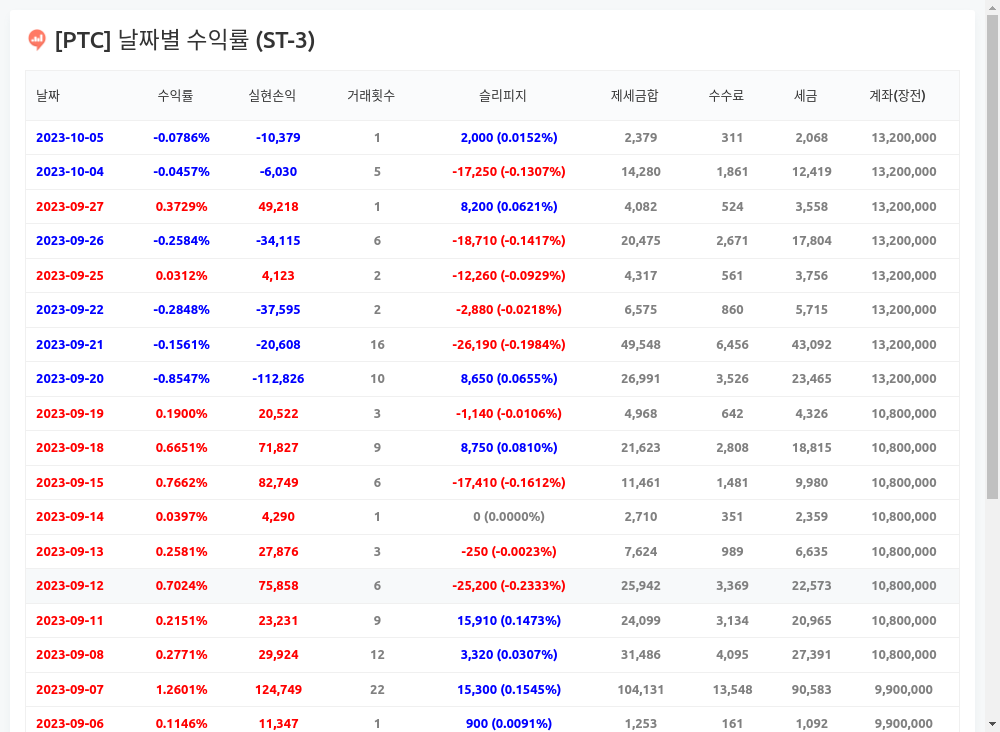 [PTC] 날짜별 수익률 (ST-3)
날짜 수익률 실현손익 거래횟수 슬리피지 제세금합 수수료 세금 계좌(장전)
2023-10-05 -0.0786% -10,379 1 2,000 (0.0152%) 2,379 311 2,068 13,200,000
2023-10-04 -0.0457% -6,030 5 -17,250 (-0.1307%) 14,280 1,861 12,419 13,200,000
2023-09-27 0.3729% 49,218 1 8,200 (0.0621%) 4,082 524 3,558 13,200,000
2023-09-26 -0.2584% -34,115 6 -18,710 (-0.1417%) 20,475 2,671 17,804 13,200,000
2023-09-25 0.0312% 4,123 2 -12,260 (-0.0929%) 4,317 561 3,756 13,200,000
2023-09-22 -0.2848% -37,595 2 -2,880 (-0.0218%) 6,575 860 5,715 13,200,000
2023-09-21 -0.1561% -20,608 16 -26,190 (-0.1984%) 49,548 6,456 43,092 13,200,000
2023-09-20 -0.8547% -112,826 10 8,650 (0.0655%) 26,991 3,526 23,465 13,200,000
2023-09-19 0.1900% 20,522 3 -1,140 (-0.0106%) 4,968 642 4,326 10,800,000
2023-09-18 0.6651% 71,827 9 8,750 (0.0810%) 21,623 2,808 18,815 10,800,000
2023-09-15 0.7662% 82,749 6 -17,410 (-0.1612%) 11,461 1,481 9,980 10,800,000
2023-09-14 0.0397% 4,290 1 0 (0.0000%) 2,710 351 2,359 10,800,000
2023-09-13 0.2581% 27,876 3 -250 (-0.0023%) 7,624 989 6,635 10,800,000
2023-09-12 0.7024% 75,858 6 -25,200 (-0.2333%) 25,942 3,369 22,573 10,800,000
2023-09-11 0.2151% 23,231 9 15,910 (0.1473%) 24,099 3,134 20,965 10,800,000
2023-09-08 0.2771% 29,924 12 3,320 (0.0307%) 31,486 4,095 27,391 10,800,000
2023-09-07 1.2601% 124,749 22 15,300 (0.1545%) 104,131 13,548 90,583 9,900,000
2023-09-06 0.1146% 11,347 1 900 (0.0091%) 1,253 161 1,092 9,900,000